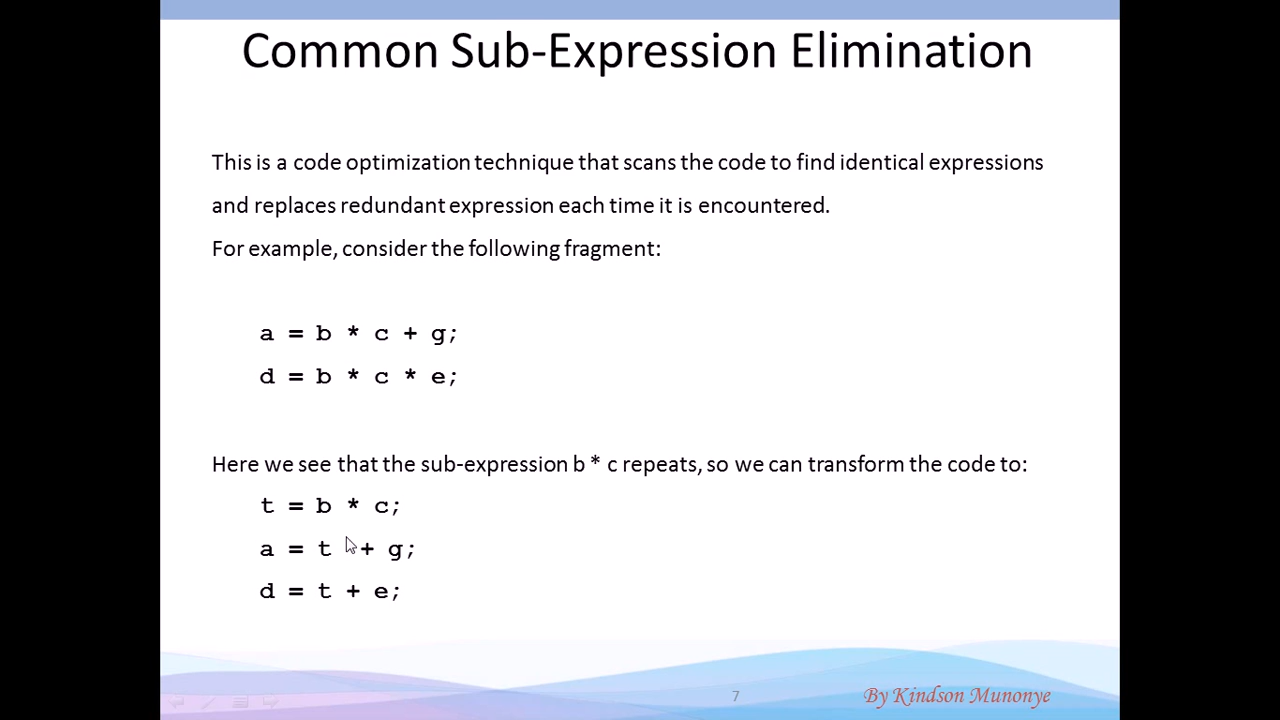 Common Sub-Expression Elimination
This is a code optimization technique that scans the code to find identical expressions
and replaces redundant expression each time it is encountered.
For example, consider the following fragment:
a = b * c + g;
d = b * c * e;
Here we see that the sub-expression b * c repeats, so we can transform the code to:
t = b * c;
a = t + g;
d = t + e;
7
By Kindson Munonye